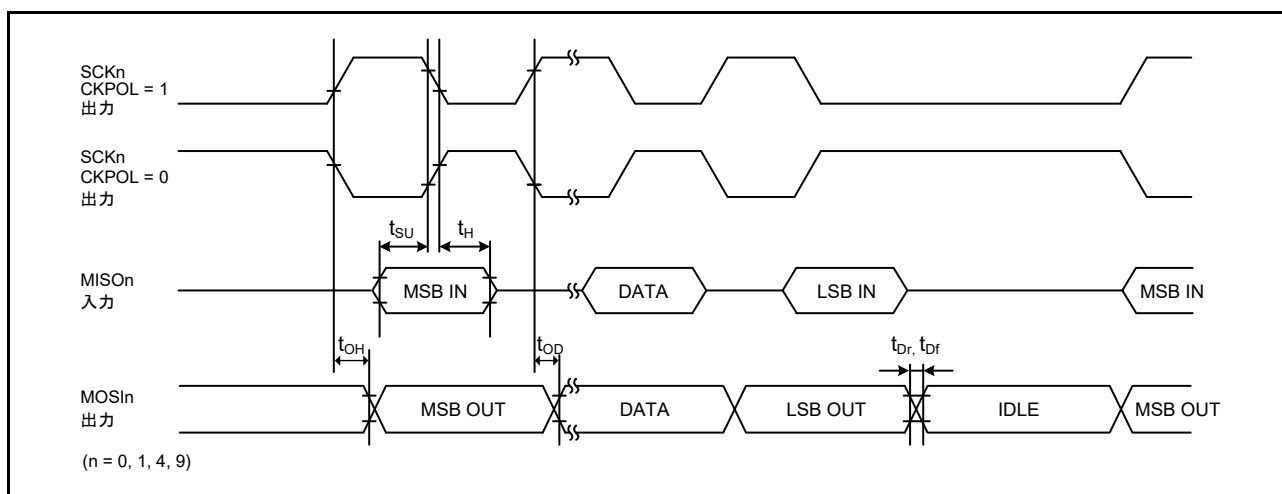 SCKn
CKPOL = 1
出力
SCKn
CKPOL = 0
出力
tSU
tH
MISOn
入力
MSB IN
DATA
LSB IN
MSB IN
tOH
tOD
tDr, tDf
MOSIn
出力
MSB OUT
DATA
LSB OUT
IDLE
MSB OUT
(n = 0, 1, 4, 9)